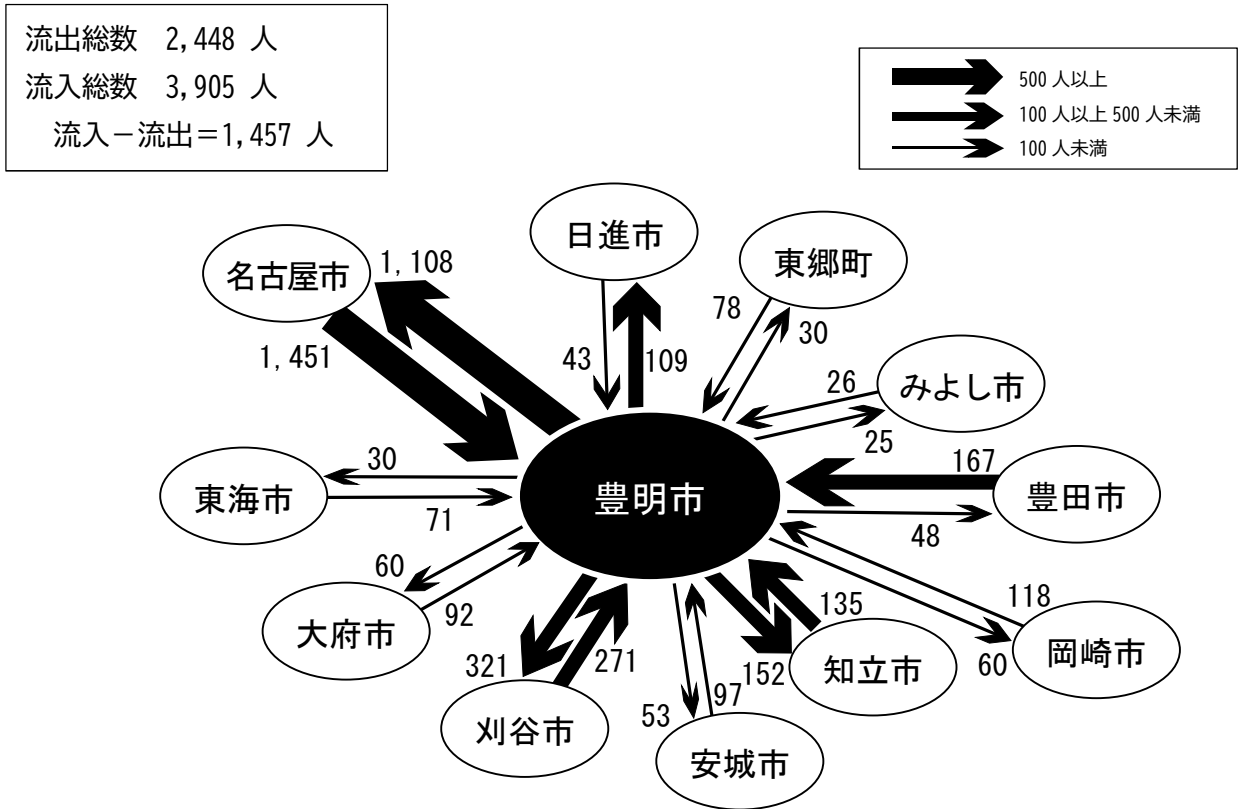 流出総数 2,448 人
流入総数 3,905 人
流入－流出＝1,457 人
500 人以上
100 人以上 500 人未満
100 人未満
日進市
東郷町
名古屋市
1,108
78
30
1,451
43
109
26
みよし市
25
167
30
東海市
豊明市
豊田市
71
48
60
92
135
118
大府市
321
271
152
知立市
60
岡崎市
53
97
刈谷市
安城市